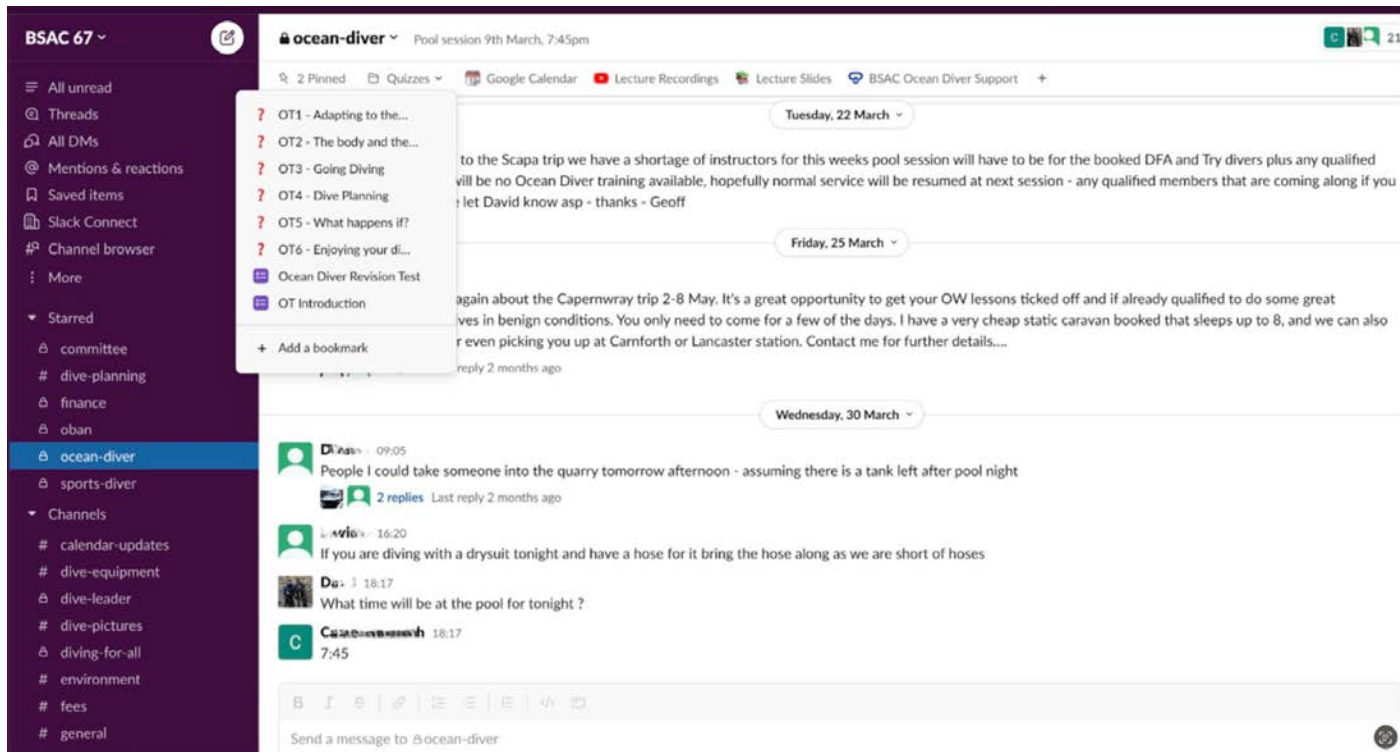 BSAC 67
ocean-diver
Pool session 9th March, 7:45pm
C
21
2 Pinned
Quizzes
Google Calendar
Lecture Recordings
Lecture Slides
BSAC Ocean Diver Support
+
All unread
Threads
All DMs
@ Mentions & reactions
Saved items
Slack Connect
Channel browser
More
Starred
committee
# dive-planning
finance
oban
ocean-diver
sports-diver
Channels
# calendar-updates
# dive-equipment
dive-leader
# dive-pictures
diving-for-all
# environment
# fees
# general
? OT1 - Adapting to the...
? OT2 - The body and the...
? OT3 - Going Diving
? OT4 - Dive Planning
? OT5 - What happens if?
? OT6 - Enjoying your di...
Ocean Diver Revision Test
OT Introduction
+ Add a bookmark
Tuesday, 22 March
to the Scapa trip we have a shortage of instructors for this weeks pool session will have to be for the booked DFA and Try divers plus any qualified
will be no Ocean Diver training available, hopefully normal service will be resumed at next session - any qualified members that are coming along if you
let David know asp - thanks - Geoff
Friday, 25 March
again about the Capernwray trip 2-8 May. It's a great opportunity to get your OW lessons ticked off and if already qualified to do some great
ves in benign conditions. You only need to come for a few of the days. I have a very cheap static caravan booked that sleeps up to 8, and we can also
r even picking you up at Carnforth or Lancaster station. Contact me for further details....
reply 2 months ago
Wednesday, 30 March
09:05
People I could take someone into the quarry tomorrow afternoon - assuming there is a tank left after pool night
2 replies Last reply 2 months ago
16:20
If you are diving with a drysuit tonight and have a hose for it bring the hose along as we are short of hoses
18:17
What time will be at the pool for tonight ?
C
18:17
7:45
B I S
Send a message to ocean-diver